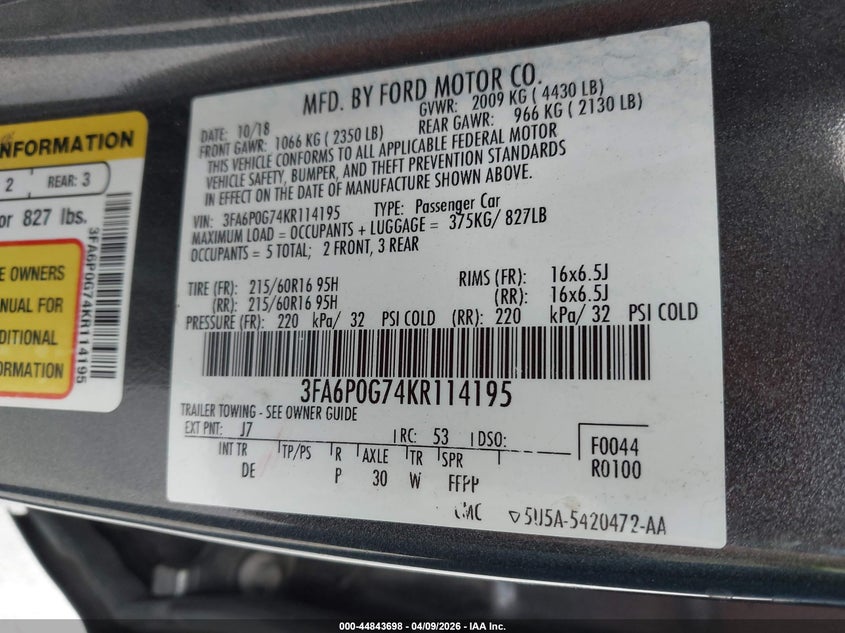 MFD. BY FORD MOTOR CO.
DATE: 10/18 GVWR: 2009 KG ( 4430 LB)
FRONT GAWR: 1066 KG ( 2350 LB) REAR GAWR: 966 KG ( 2130 LB)
THIS VEHICLE CONFORMS TO ALL APPLICABLE FEDERAL MOTOR
VEHICLE SAFETY, BUMPER, AND THEFT PREVENTION STANDARDS
IN EFFECT ON THE DATE OF MANUFACTURE SHOWN ABOVE.
VIN: 3FA6P0G74KR114195 TYPE: Passenger Car
MAXIMUM LOAD = OCCUPANTS + LUGGAGE = 375KG/ 827LB
OCCUPANTS = 5 TOTAL; 2 FRONT, 3 REAR
TIRE (FR): 215/60R16 95H RIMS (FR): 16x6.5J
(RR): 215/60R16 95H (RR): 16x6.5J
PRESSURE (FR): 220 kPa/ 32 PSI COLD (RR): 220 kPa/ 32 PSI COLD
3FA6P0G74KR114195
TRAILER TOWING - SEE OWNER GUIDE
EXT PNT: J7 RC: 53 DSO: F0044
INT TR TP/PS R AXLE TR SPR R0100
DE P 30 W FFPP
5U5A-5420472-AA
NFORMATION
2 REAR: 3
or 827 lbs.
3FA6P0G74KR114195
E OWNERS
NUAL FOR
DITIONAL
ORMATION
000-44843698 - 04/09/2026 - IAA Inc.